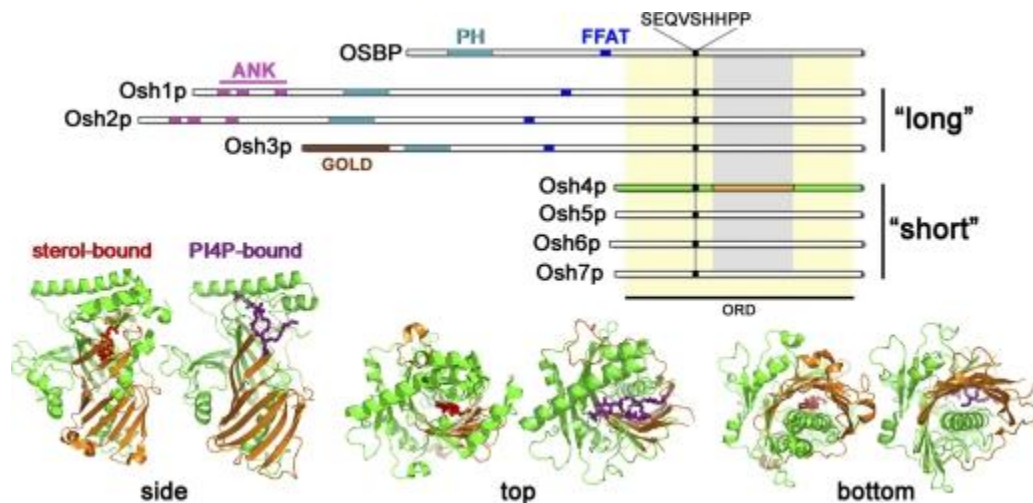 SEQVSHHPP
PH
FFAT
OSBP
ANK
Osh1p
Osh2p
"long"
Osh3p
GOLD
Osh4p
Osh5p
"short"
Osh6p
Osh7p
sterol-bound
PI4P-bound
ORD
side
top
bottom